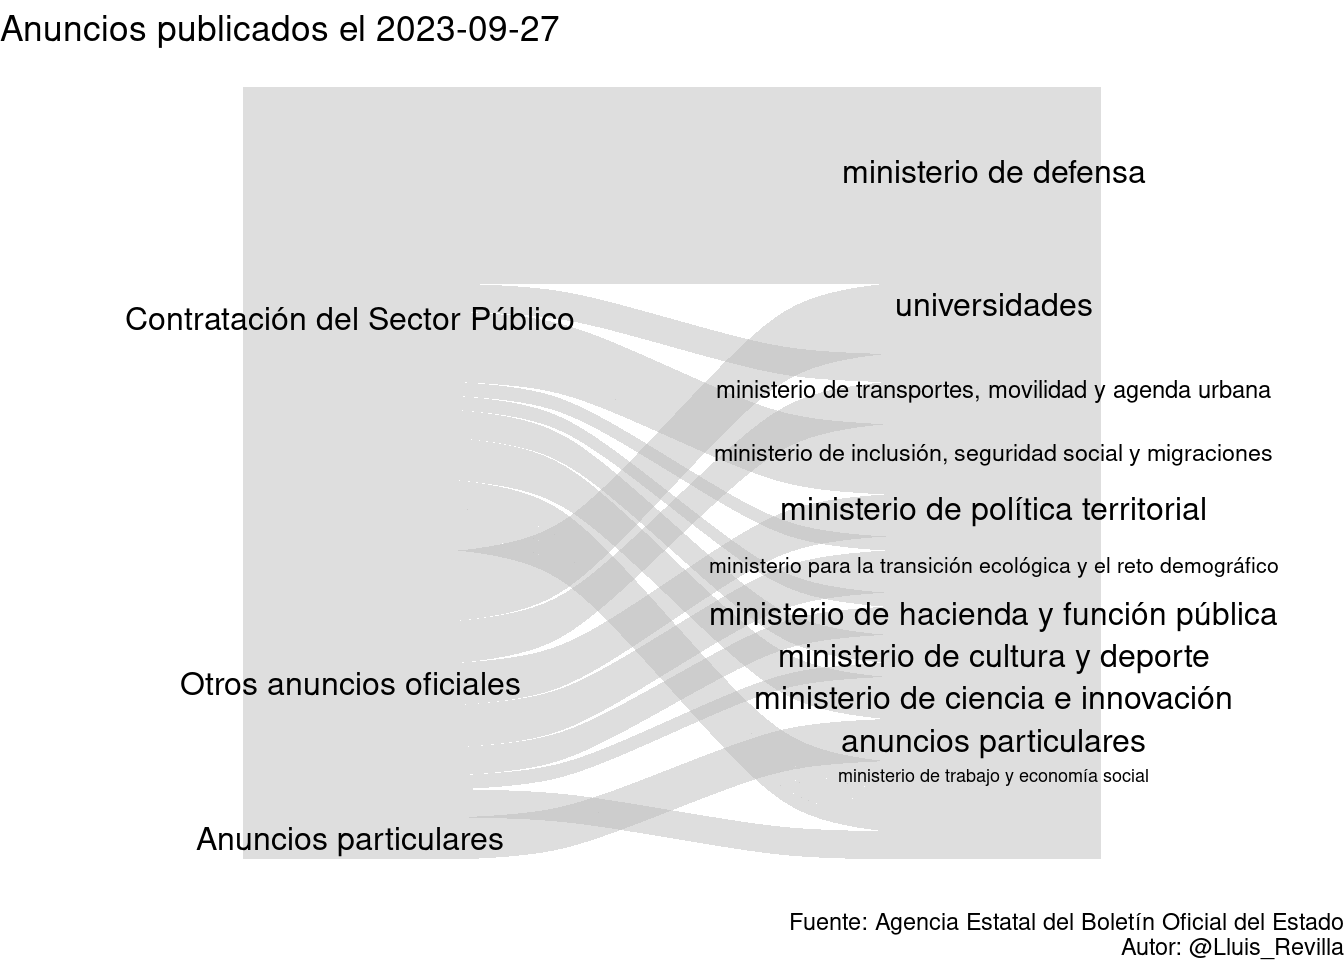 Anuncios publicados el 2023-09-27
ministerio de defensa
universidades
Contratación del Sector Público
ministerio de transportes, movilidad y agenda urbana
ministerio de inclusión, seguridad social y migraciones
ministerio de política territorial
ministerio para la transición ecológica y el reto demográfico
ministerio de hacienda y función pública
ministerio de cultura y deporte
Otros anuncios oficiales
ministerio de ciencia e innovación
anuncios particulares
ministerio de trabajo y economía social
Anuncios particulares
Fuente: Agencia Estatal del Boletín Oficial del Estado
Autor: @Lluis_Revilla